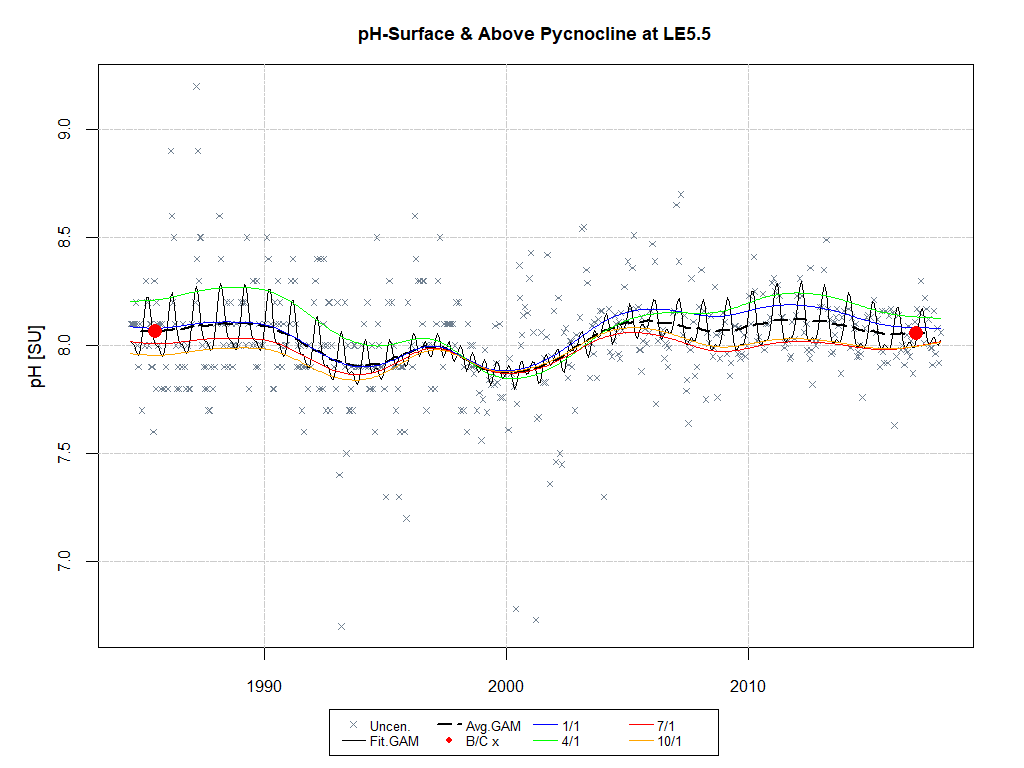 pH-Surface & Above Pycnocline at LE5.5
pH [SU]
9.0
8.5
8.0
7.5
7.0
1990 2000 2010
Uncen. Avg.GAM 1/1 7/1
Fit.GAM B/C x 4/1 10/1